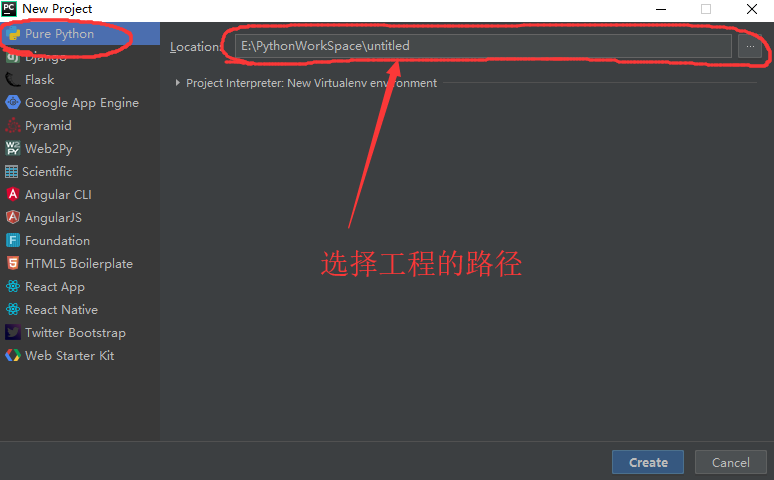 New Project
Pure Python
Django
Flask
Google App Engine
Pyramid
Web2Py
Scientific
Angular CLI
AngularJS
Foundation
HTML5 Boilerplate
React App
React Native
Twitter Bootstrap
Web Starter Kit
Location: E:\PythonWorkSpace\untitled ...
Project Interpreter: New Virtualenv environment
选择工程的路径
Create Cancel